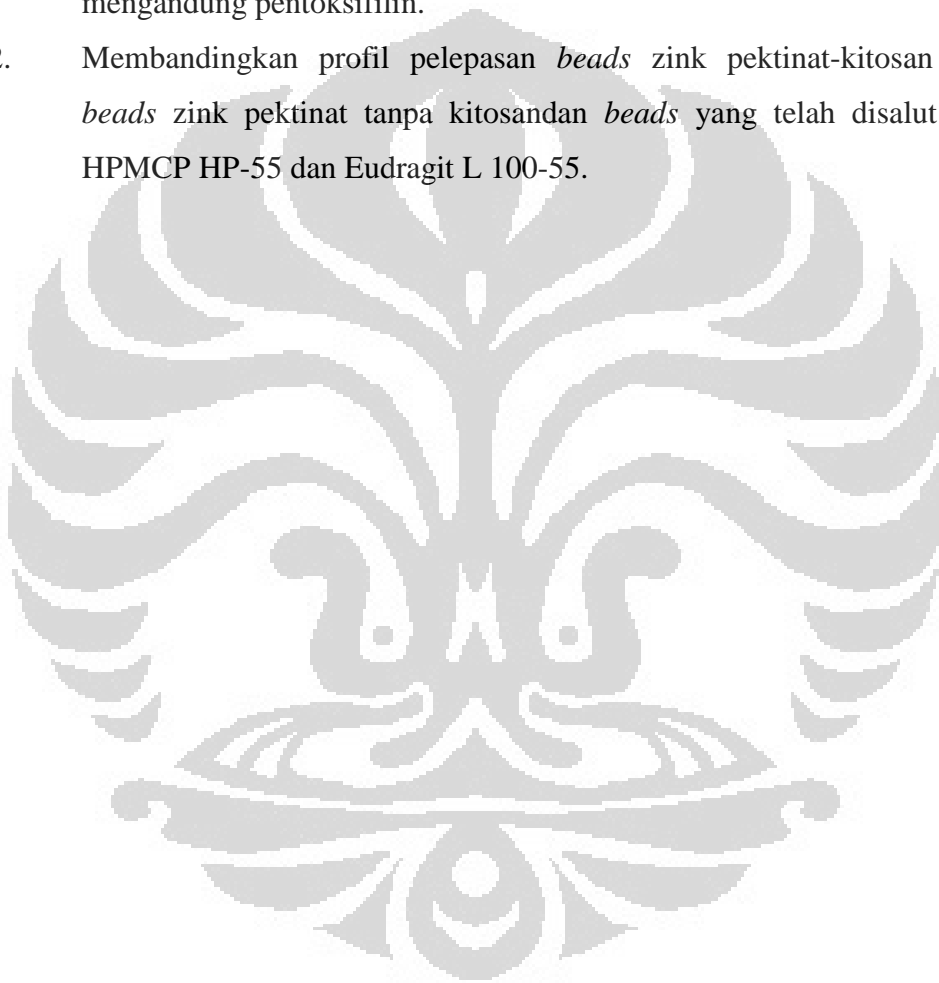 mengandung pentoksifilin.
2. Membandingkan profil pelepasan beads zink pektinat-kitosan
beads zink pektinat tanpa kitosandan beads yang telah disalut
HPMCP HP-55 dan Eudragit L 100-55.